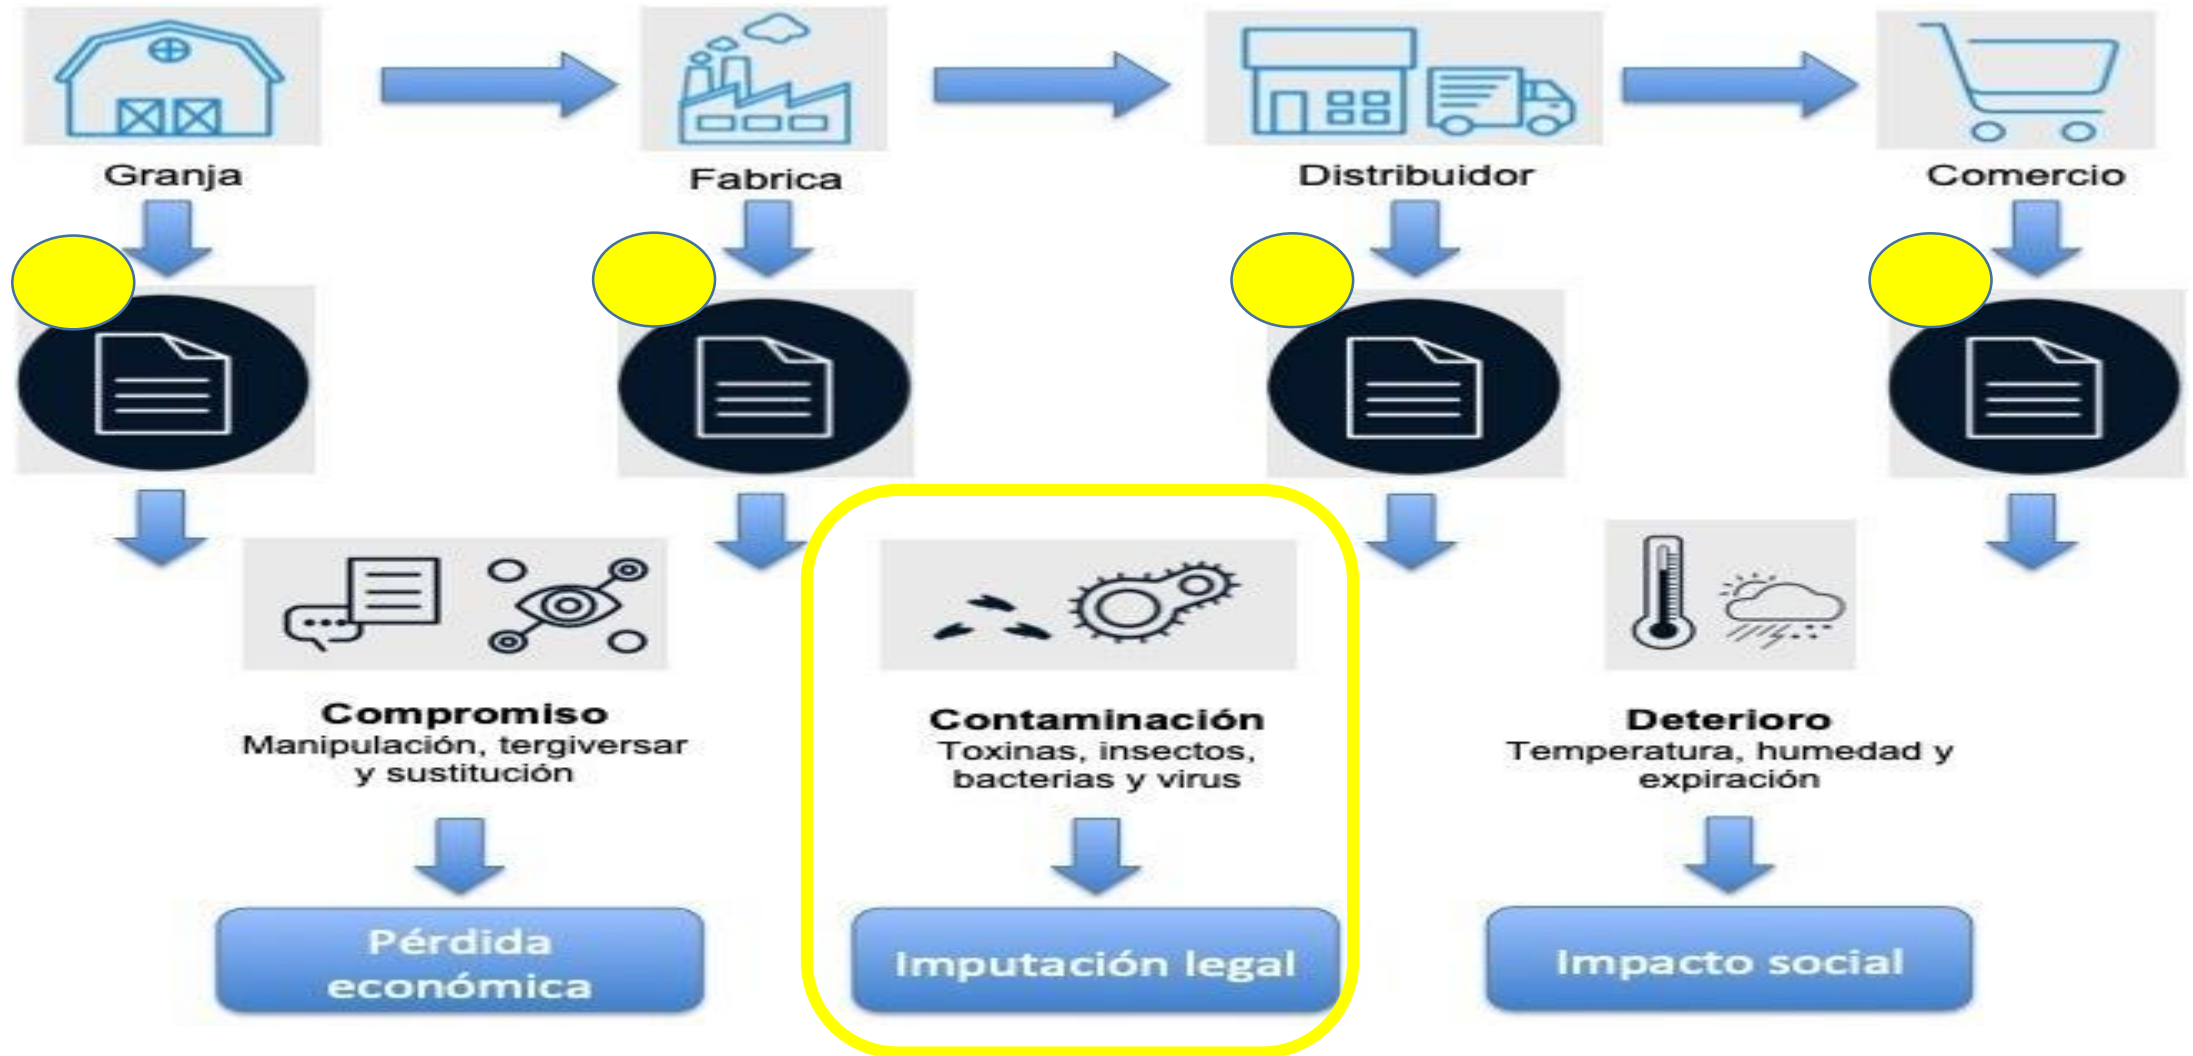 Granja
Fabrica
Distribuidor
Comercio
Compromiso
Manipulación, tergiversar
y sustitución
Contaminación
Toxinas, insectos,
bacterias y virus
Deterioro
Temperatura, humedad y
expiración
Pérdida
económica
Imputación legal
Impacto social